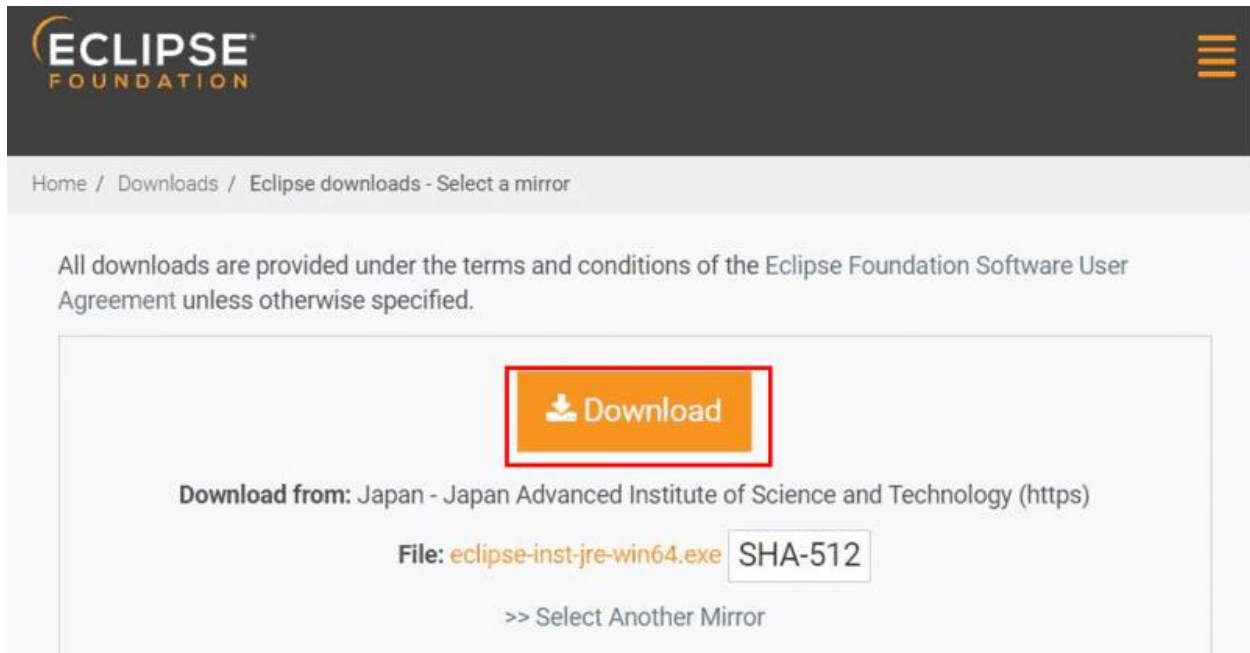 ECLIPSE®
FOUNDATION
Home / Downloads / Eclipse downloads - Select a mirror
All downloads are provided under the terms and conditions of the Eclipse Foundation Software User
Agreement unless otherwise specified.
Download
Download from: Japan - Japan Advanced Institute of Science and Technology (https)
File: eclipse-inst-jre-win64.exe SHA-512
>> Select Another Mirror